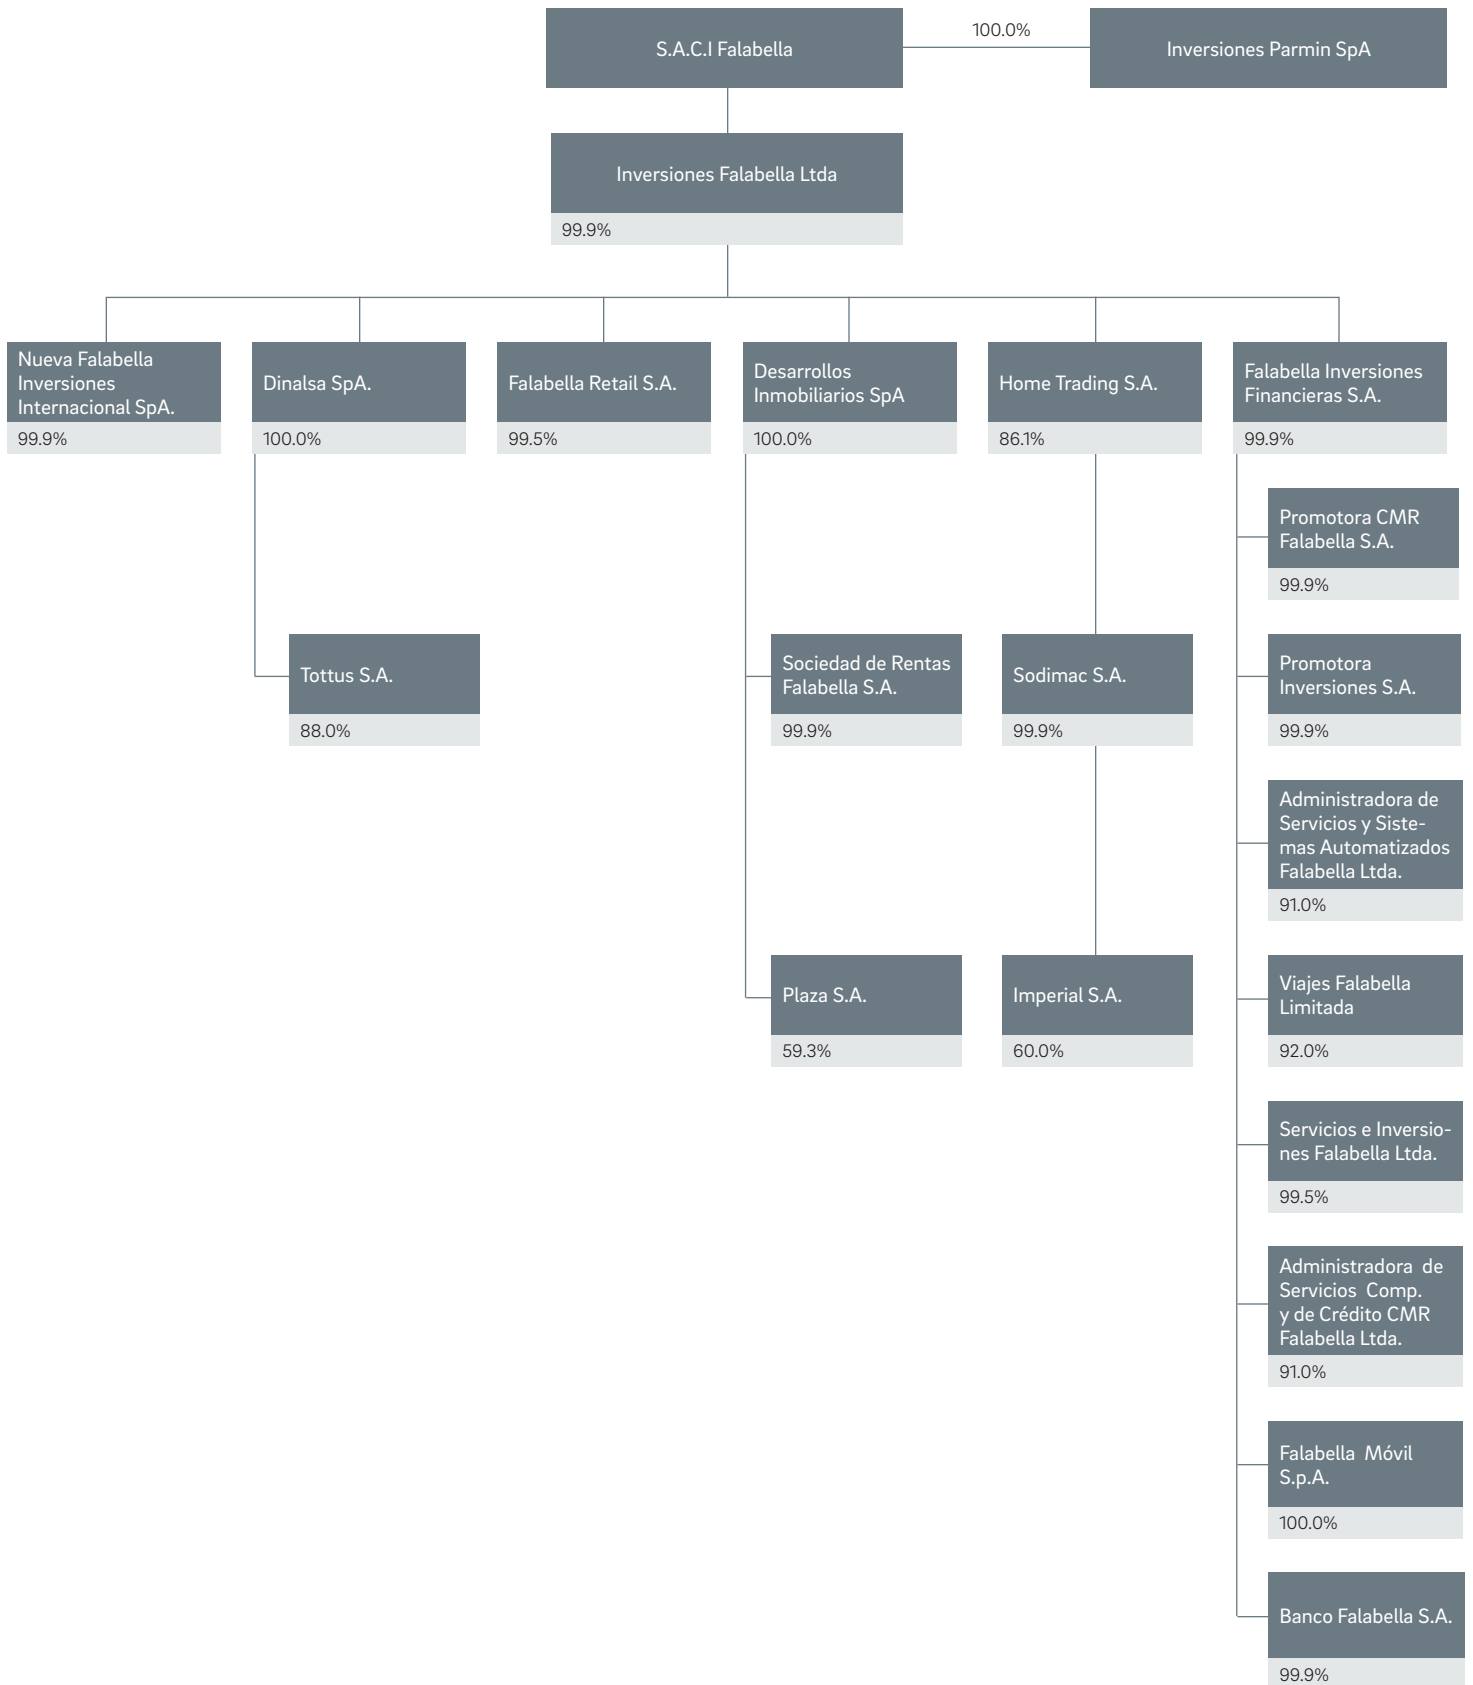 S.A.C.I Falabella
100.0%
Inversiones Parmin SpA
Inversiones Falabella Ltda
99.9%
Nueva Falabella
Inversiones
Internacional SpA.
99.9%
Dinalsa SpA.
100.0%
Falabella Retail S.A.
99.5%
Desarrollos
Inmobiliarios SpA
100.0%
Home Trading S.A.
86.1%
Falabella Inversiones
Financieras S.A.
99.9%
Promotora CMR
Falabella S.A.
99.9%
Tottus S.A.
88.0%
Sociedad de Rentas
Falabella S.A.
99.9%
Sodimac S.A.
99.9%
Promotora
Inversiones S.A.
99.9%
Administradora de
Servicios y Siste-
mas Automatizados
Falabella Ltda.
91.0%
Plaza S.A.
59.3%
Imperial S.A.
60.0%
Viajes Falabella
Limitada
92.0%
Servicios e Inversio-
nes Falabella Ltda.
99.5%
Administradora de
Servicios Comp.
y de Crédito CMR
Falabella Ltda.
91.0%
Falabella Móvil
S.p.A.
100.0%
Banco Falabella S.A.
99.9%